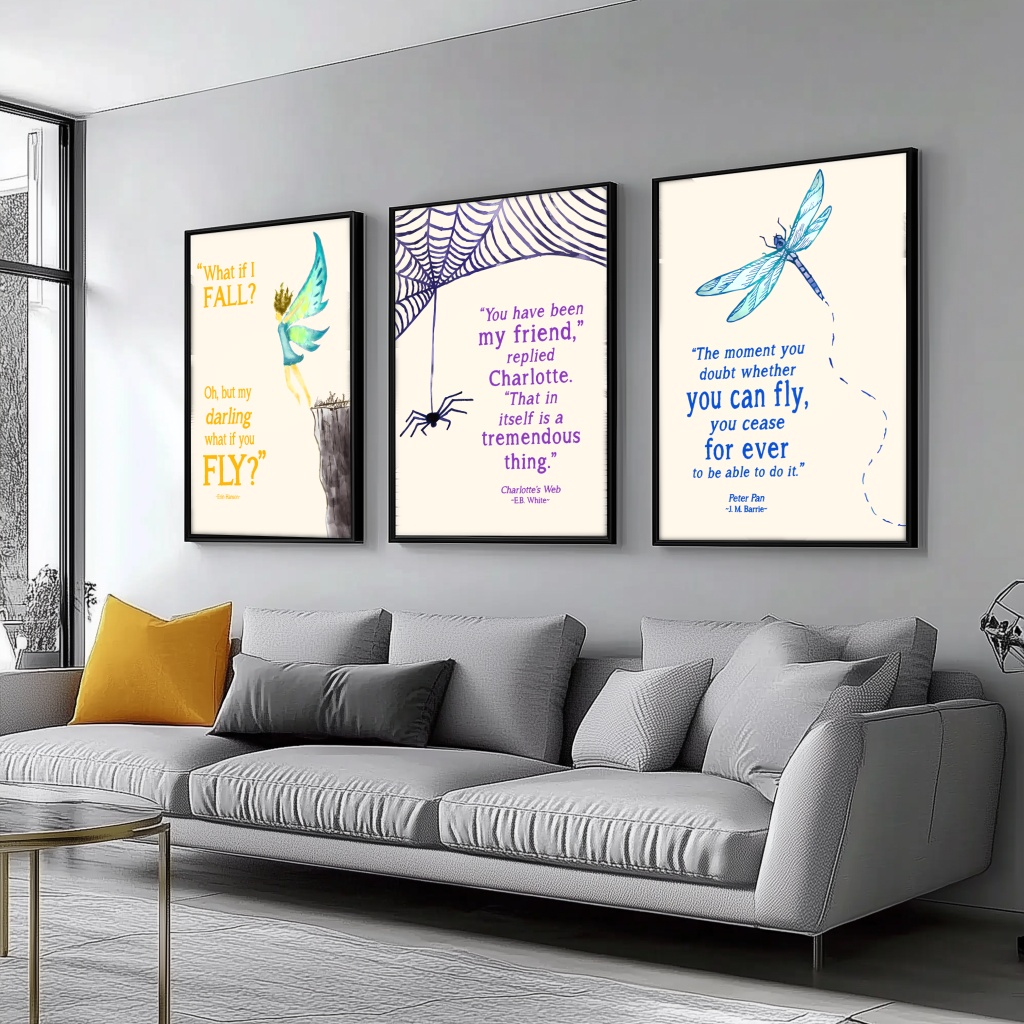 “What if I
FALL?
Oh, but my
darling
what if you
FLY?”
“You have been
my friend,”
replied
Charlotte.
“That in
itself is a
tremendous
thing.”
Charlotte's Web
~E.B. White~
“The moment you
doubt whether
you can fly,
you cease
for ever
to be able to do it.”
Peter Pan
~J. M. Barrie~